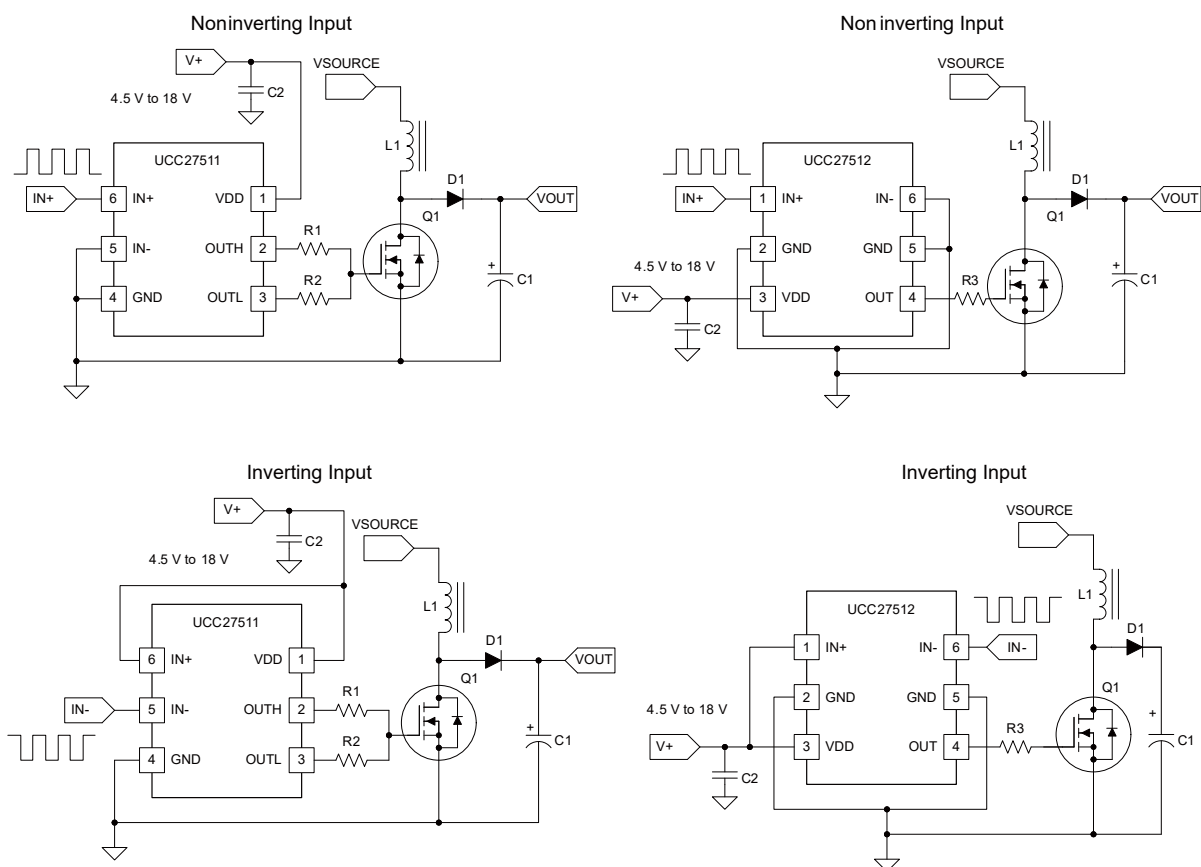 Noninverting Input
V+
C2
4.5 V to 18 V
VSOURCE
L1
UCC27511
IN+
6
IN+
VDD
1
5
IN-
OUTH
2
4
GND
OUTL
3
R1
R2
D1
Q1
VOUT
+
C1
Noninverting Input
VSOURCE
L1
UCC27512
IN+
1
IN+
IN-
6
2
GND
GND
5
3
VDD
OUT
4
4.5 V to 18 V
V+
C2
R3
D1
Q1
VOUT
+
C1
Inverting Input
V+
C2
4.5 V to 18 V
VSOURCE
L1
UCC27511
6
IN+
VDD
1
IN-
5
IN-
OUTH
2
4
GND
OUTL
3
R1
R2
D1
Q1
VOUT
+
C1
Inverting Input
VSOURCE
L1
UCC27512
1
IN+
IN-
6
IN-
2
GND
GND
5
3
VDD
OUT
4
4.5 V to 18 V
V+
C2
R3
D1
Q1
+
C1